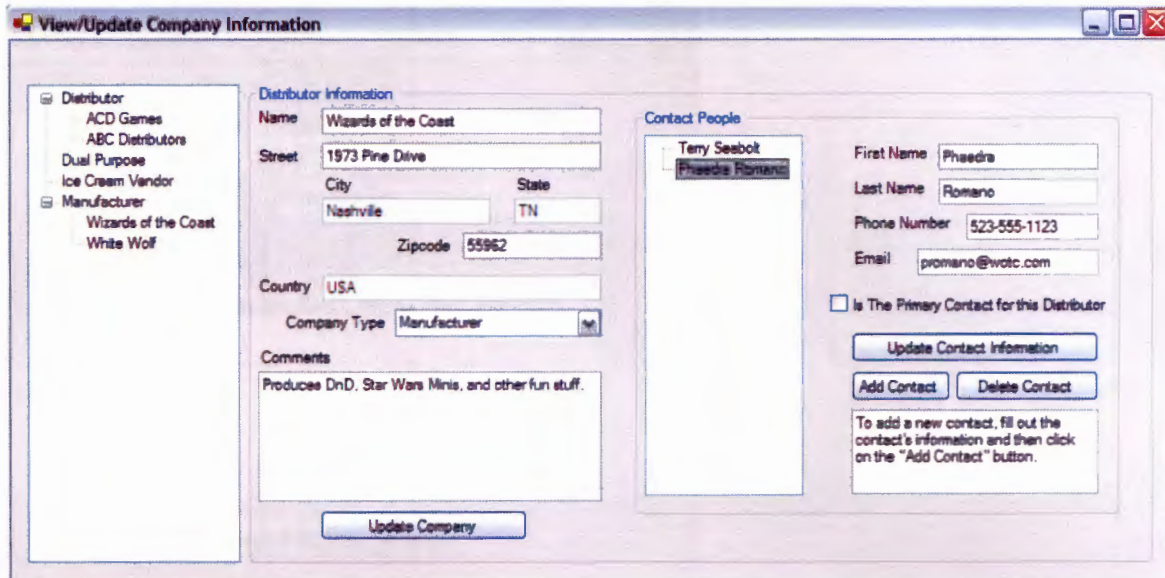 View/Update Company Information
Distributor
ACD Games
ABC Distributors
Dual Purpose
Ice Cream Vendor
Manufacturer
Wizards of the Coast
White Wolf
Distributor Information
Name Wizards of the Coast
Street 1973 Pine Drive
City State
Nashville TN
Zipcode 55962
Country USA
Company Type Manufacturer
Comments
Produces DnD, Star Wars Minis, and other fun stuff.
Update Company
Contact People
Terry Seebolt
Phaedra Romano
First Name Phaedra
Last Name Romano
Phone Number 523-555-1123
Email promano@wotc.com
Is The Primary Contact for this Distributor
Update Contact Information
Add Contact Delete Contact
To add a new contact, fill out the
contact's information and then click
on the "Add Contact" button.